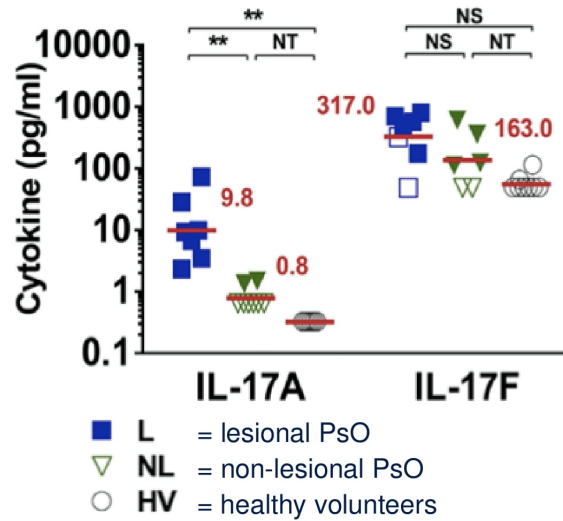 ** NS
** NT NS NT
Cytokine (pg/ml)
10000
1000
100
10
1
0.1
317.0
163.0
9.8
0.8
IL-17A IL-17F
L = lesional PsO
NL = non-lesional PsO
HV = healthy volunteers